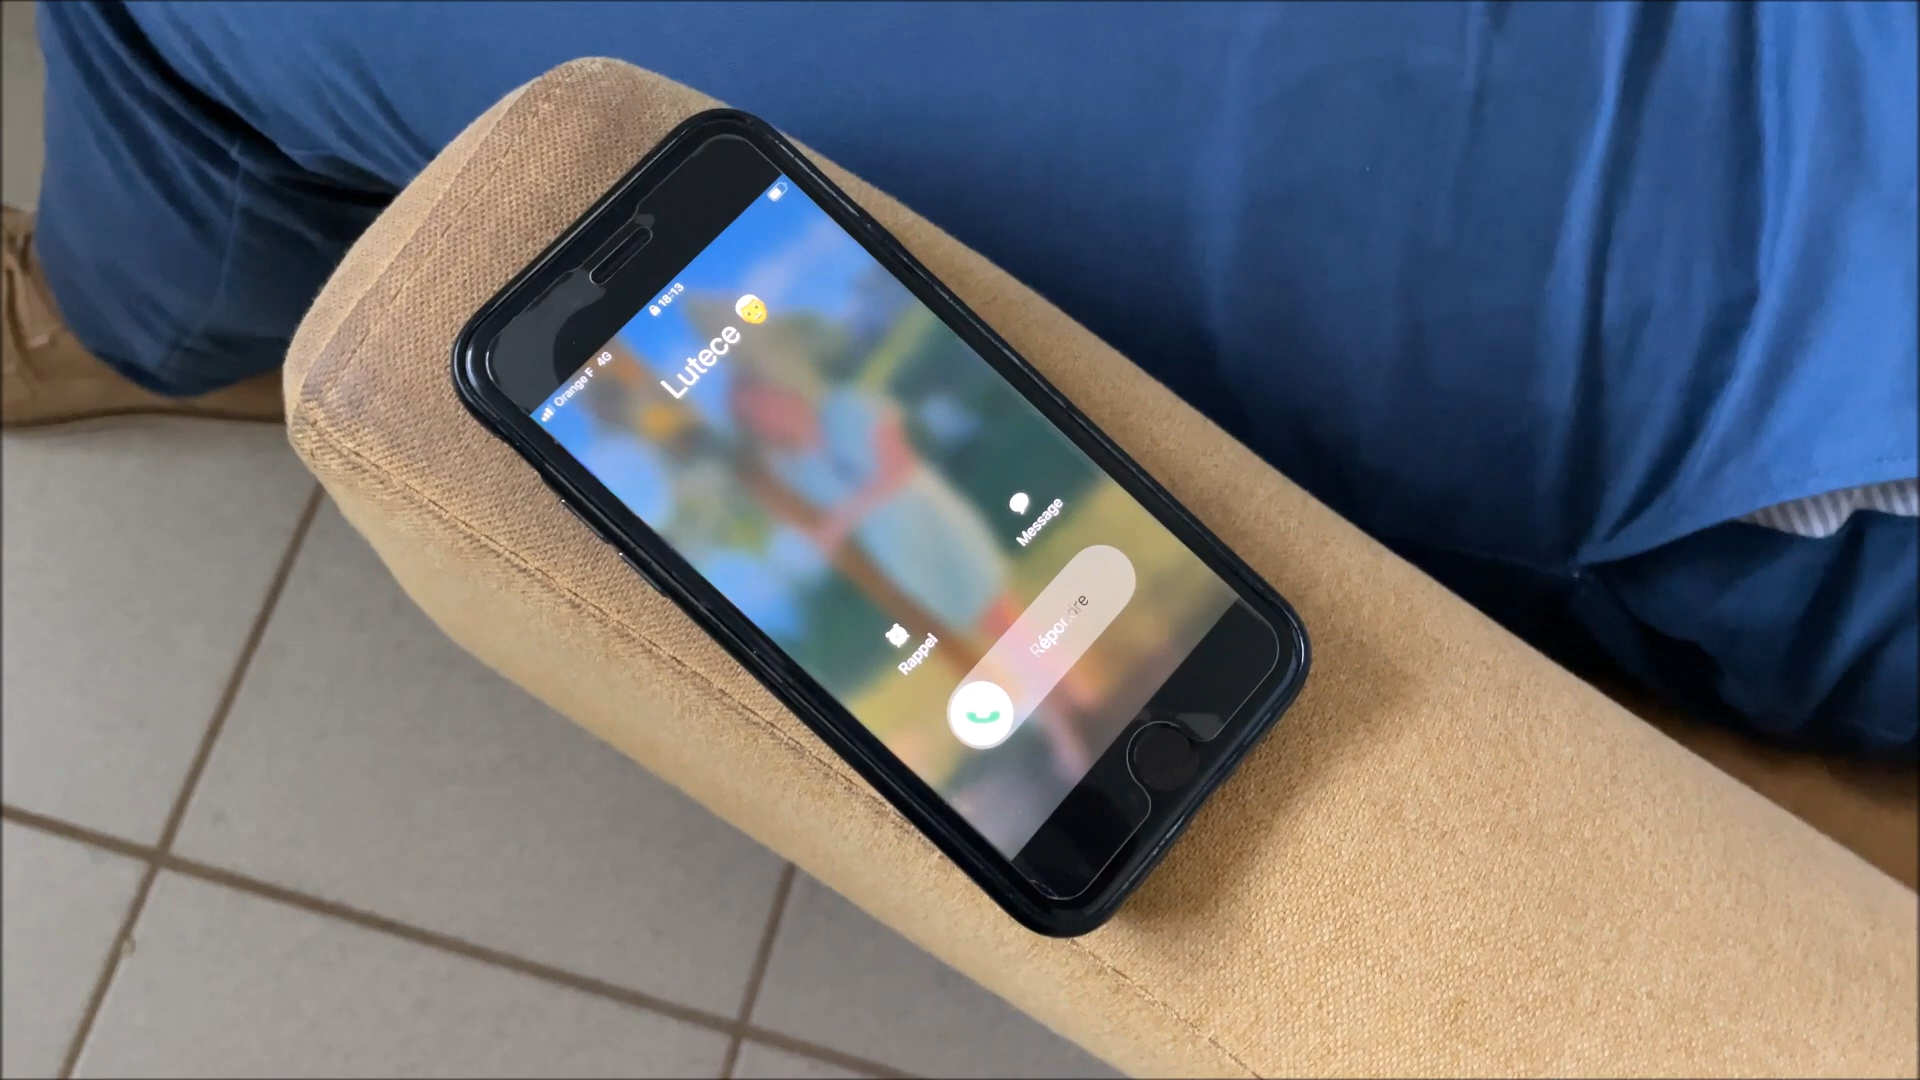 Orange F 4G 18:13
Lutece 👨‍🦳
Rappel
Message
Répondre